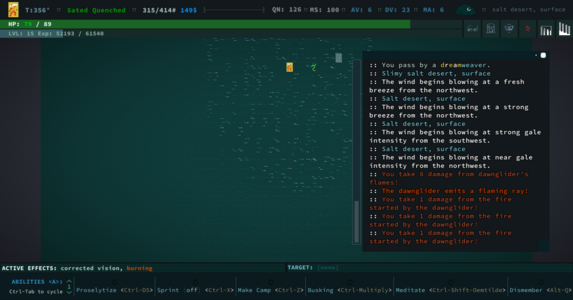 T:36° Sated Quenched 315/414# 149$ QN: 126 MS: 100 AV: 6 DV: 23 MA: 6 salt desert, surface
HP: 79 / 89
LVL: 15 Exp: 52193 / 61540
:: You pass by a dreamweaver.
:: Slimy salt desert, surface
:: The wind begins blowing at a fresh
breeze from the northwest.
:: Salt desert, surface
:: The wind begins blowing at a strong
breeze from the northwest.
:: Salt desert, surface
:: The wind begins blowing at strong gale
intensity from the southwest.
:: Salt desert, surface
:: The wind begins blowing at near gale
intensity from the northwest.
:: You take 6 damage from dawnglider's
flames!
:: The dawnglider emits a flaming ray!
:: You take 1 damage from the fire
started by the dawnglider!
:: You take 1 damage from the fire
started by the dawnglider!
:: You take 1 damage from the fire
started by the dawnglider!
ACTIVE EFFECTS: corrected vision, burning TARGET: [none]
ABILITIES <A>: 1
Ctrl-Tab to cycle
Proselytize <Ctrl-D5> Sprint [off] <Ctrl-X> Make Camp <Ctrl-Z> Busking <Ctrl-Multiply> Meditate <Ctrl-Shift-Oemtilde> Dismember <Alt-Q>